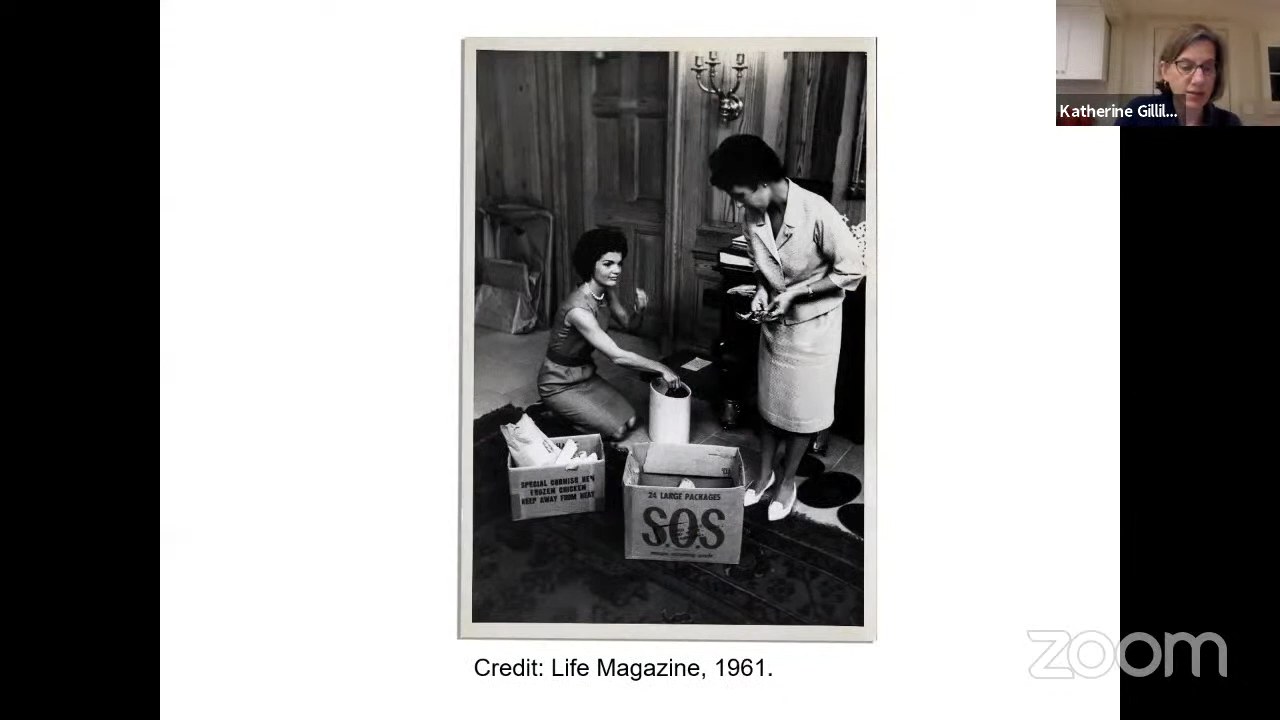 Katherine Gillil...
SPECIAL CORNISH HEN
FROZEN CHICKEN
KEEP AWAY FROM HEAT
24 LARGE PACKAGES
S.O.S
Credit: Life Magazine, 1961.
zoom